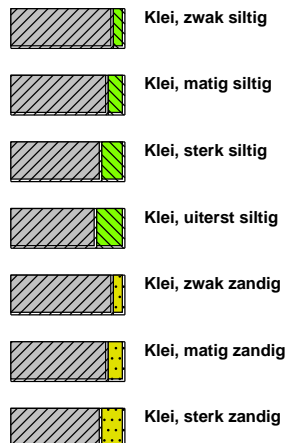 Klei, zwak siltig
Klei, matig siltig
Klei, sterk siltig
Klei, uiterst siltig
Klei, zwak zandig
Klei, matig zandig
Klei, sterk zandig